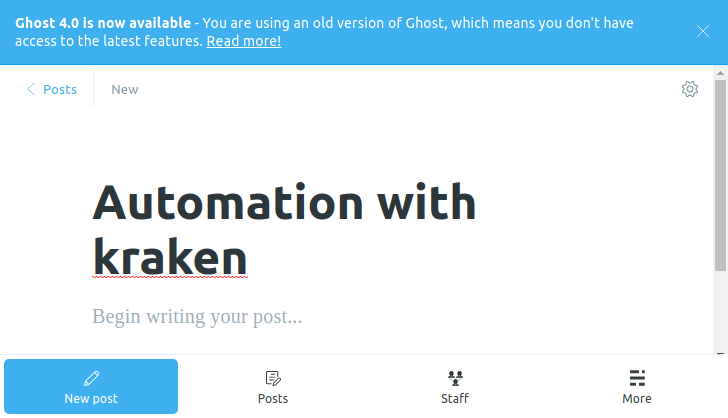 Ghost 4.0 is now available - You are using an old version of Ghost, which means you don't have
access to the latest features. Read more!
Posts
New
Automation with
kraken
Begin writing your post...
New post
Posts
Staff
More